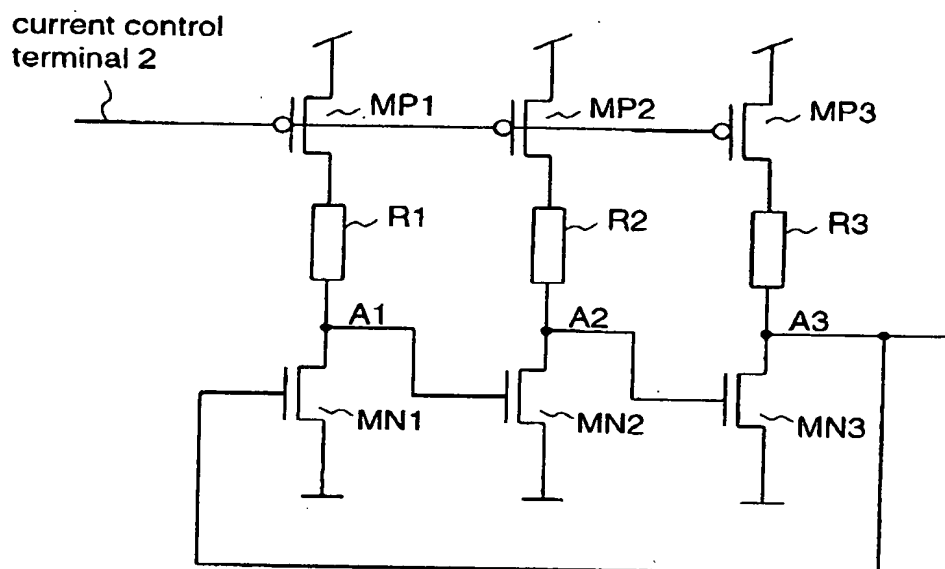 current control
terminal 2
MP1
MP2
MP3
R1
R2
R3
A1
A2
A3
MN1
MN2
MN3